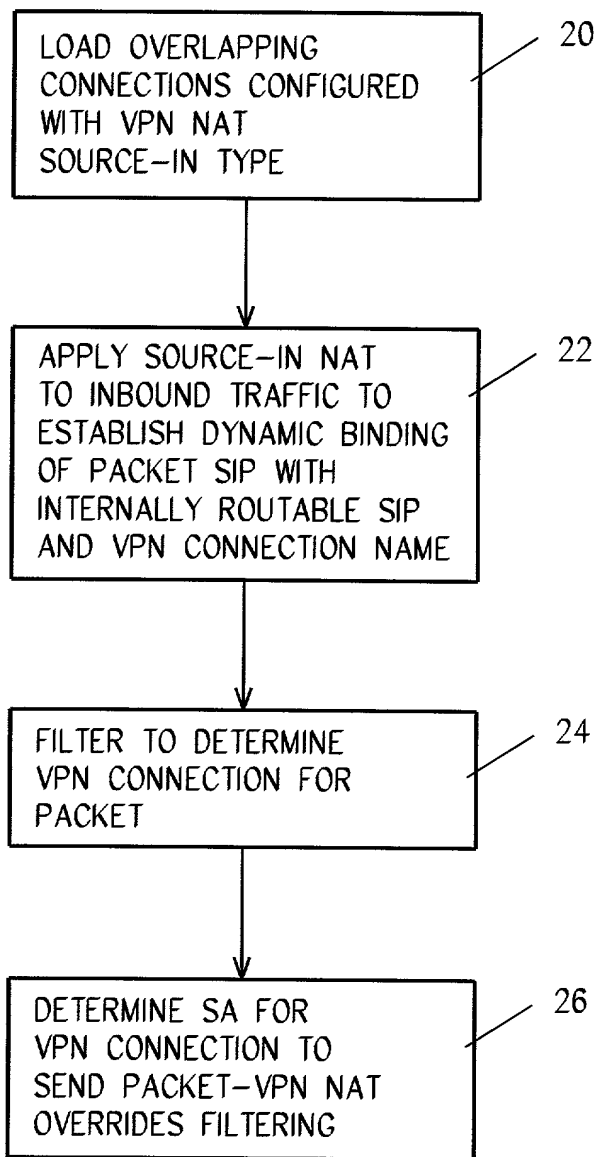 LOAD OVERLAPPING
CONNECTIONS CONFIGURED
WITH VPN NAT
SOURCE-IN TYPE
20
APPLY SOURCE-IN NAT
TO INBOUND TRAFFIC TO
ESTABLISH DYNAMIC BINDING
OF PACKET SIP WITH
INTERNALLY ROUTABLE SIP
AND VPN CONNECTION NAME
22
FILTER TO DETERMINE
VPN CONNECTION FOR
PACKET
24
DETERMINE SA FOR
VPN CONNECTION TO
SEND PACKET-VPN NAT
OVERRIDES FILTERING
26